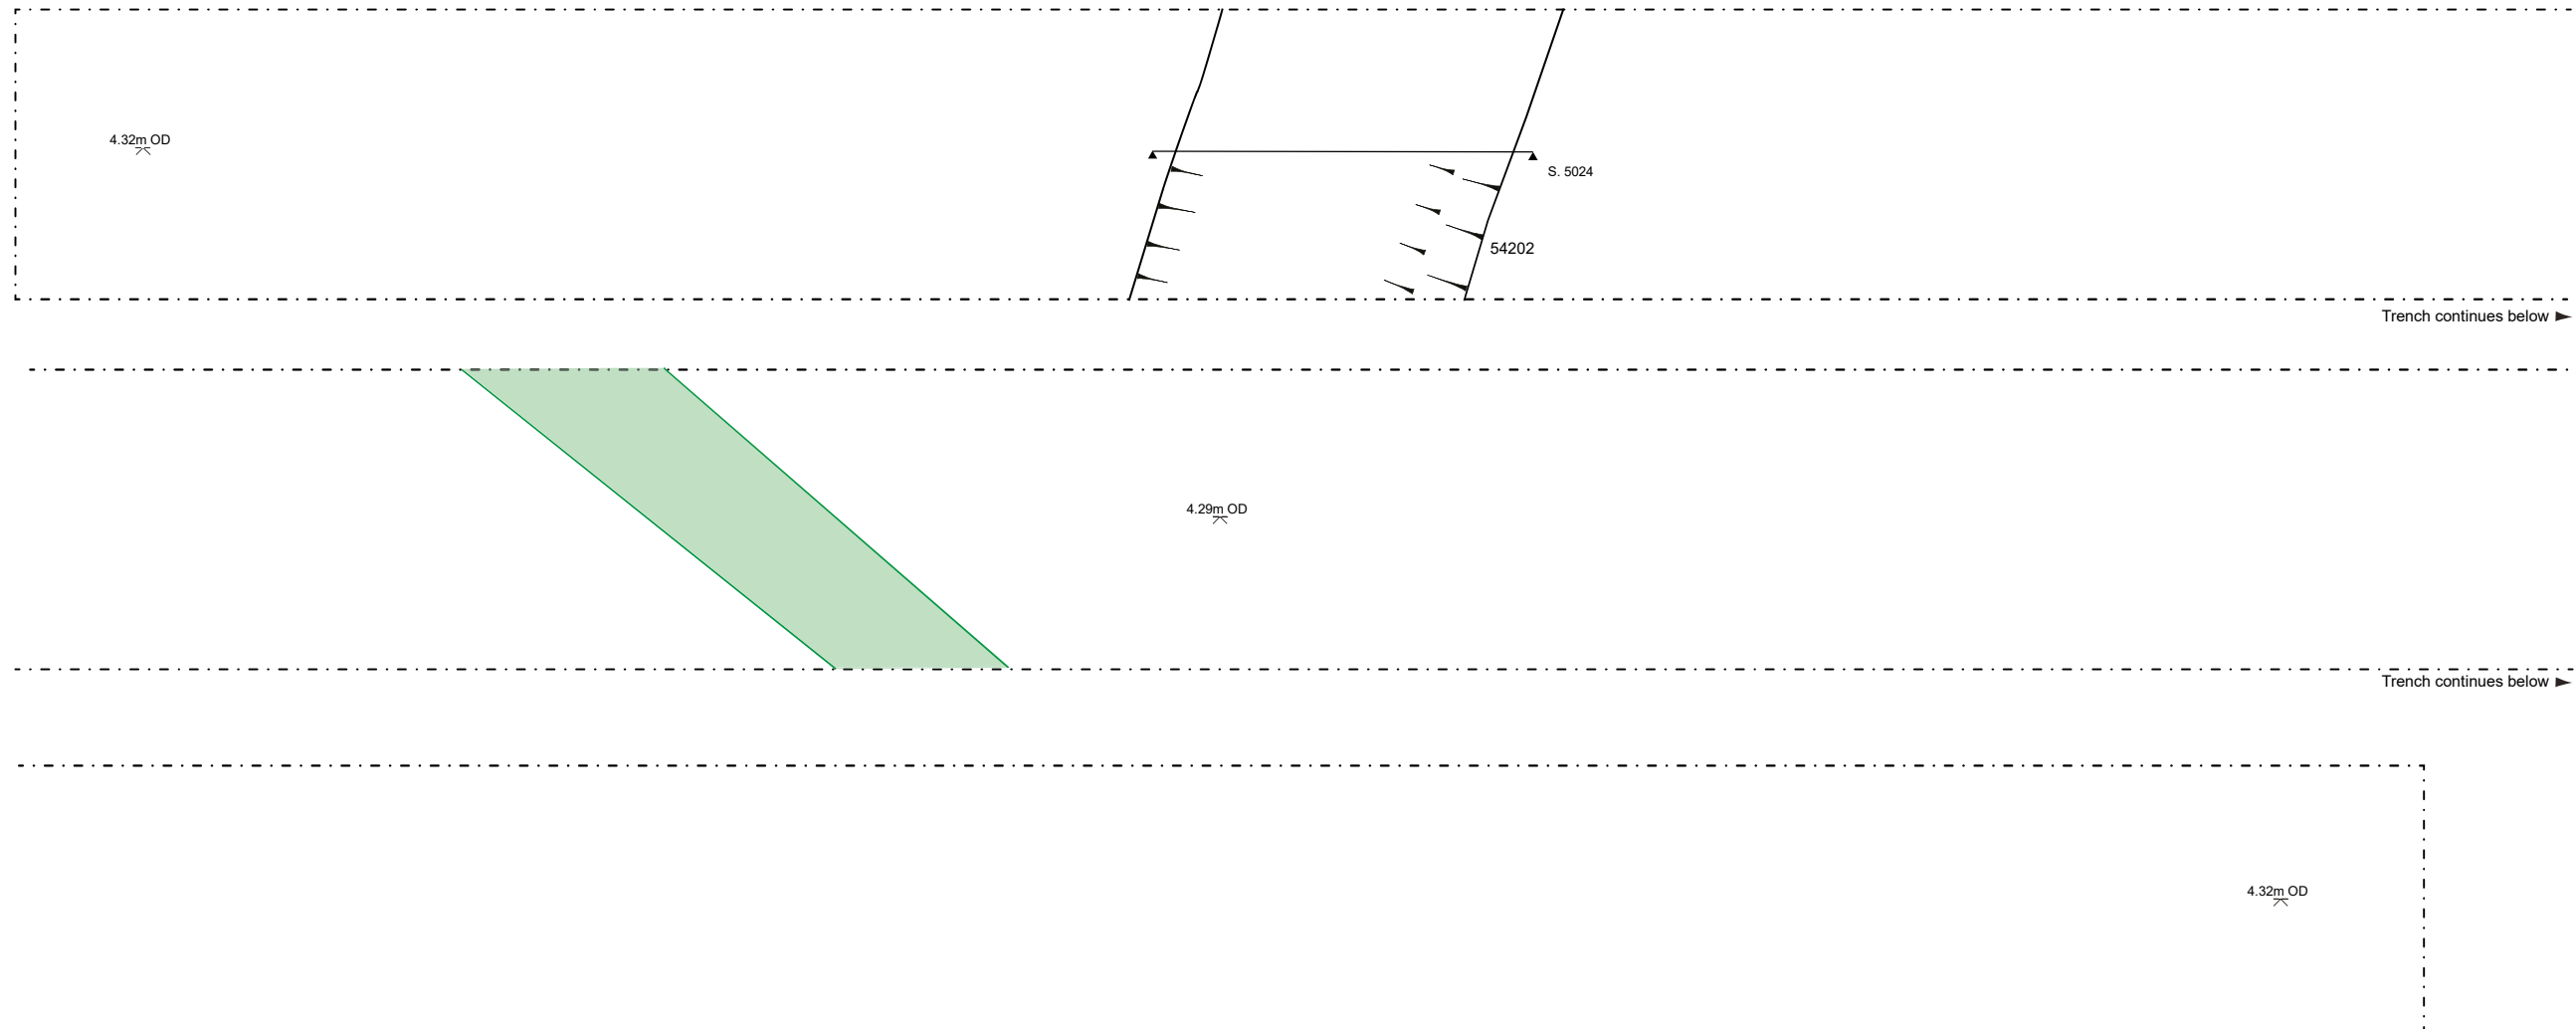 4.32m OD
S. 5024
54202
Trench continues below
4.29m OD
Trench continues below
4.32m OD